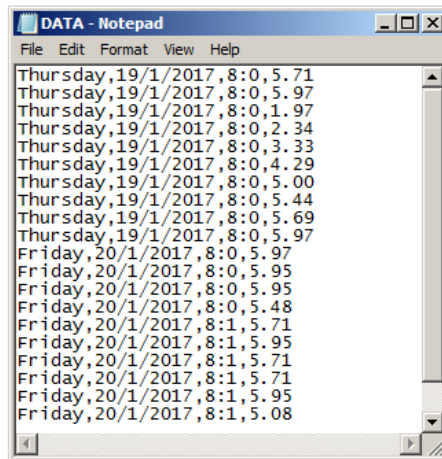 DATA - Notepad
File Edit Format View Help
Thursday,19/1/2017,8:0,5.71
Thursday,19/1/2017,8:0,5.97
Thursday,19/1/2017,8:0,1.97
Thursday,19/1/2017,8:0,2.34
Thursday,19/1/2017,8:0,3.33
Thursday,19/1/2017,8:0,4.29
Thursday,19/1/2017,8:0,5.00
Thursday,19/1/2017,8:0,5.44
Thursday,19/1/2017,8:0,5.69
Thursday,19/1/2017,8:0,5.97
Friday,20/1/2017,8:0,5.97
Friday,20/1/2017,8:0,5.95
Friday,20/1/2017,8:0,5.95
Friday,20/1/2017,8:0,5.48
Friday,20/1/2017,8:1,5.71
Friday,20/1/2017,8:1,5.95
Friday,20/1/2017,8:1,5.71
Friday,20/1/2017,8:1,5.71
Friday,20/1/2017,8:1,5.95
Friday,20/1/2017,8:1,5.08